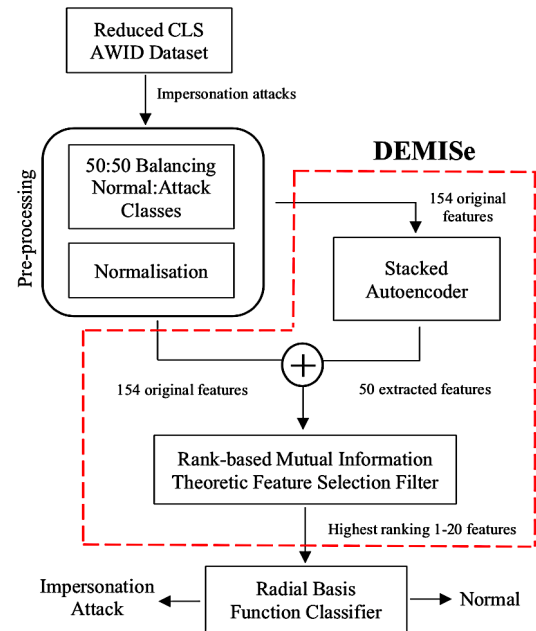 Reduced CLS
AWID Dataset
Impersonation attacks
DEMISe
Pre-processing
50:50 Balancing
Normal:Attack
Classes
Normalisation
154 original
features
Stacked
Autoencoder
+
154 original features
50 extracted features
Rank-based Mutual Information
Theoretic Feature Selection Filter
Highest ranking 1-20 features
Impersonation
Attack
Radial Basis
Function Classifier
Normal